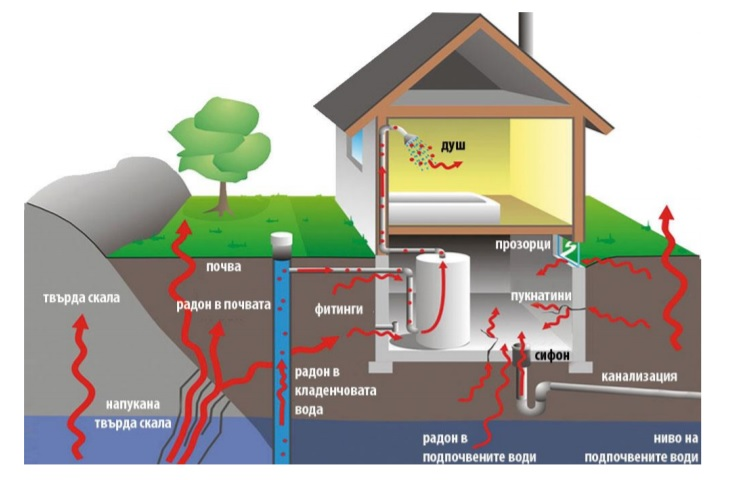 душ
прозорци
почва
твърда скала
радон в почвата
фитинги
пукнатини
сифон
радон в
кладенчовата
вода
канализация
напукана
твърда скала
радон в
подпочвените води
ниво на
подпочвените води